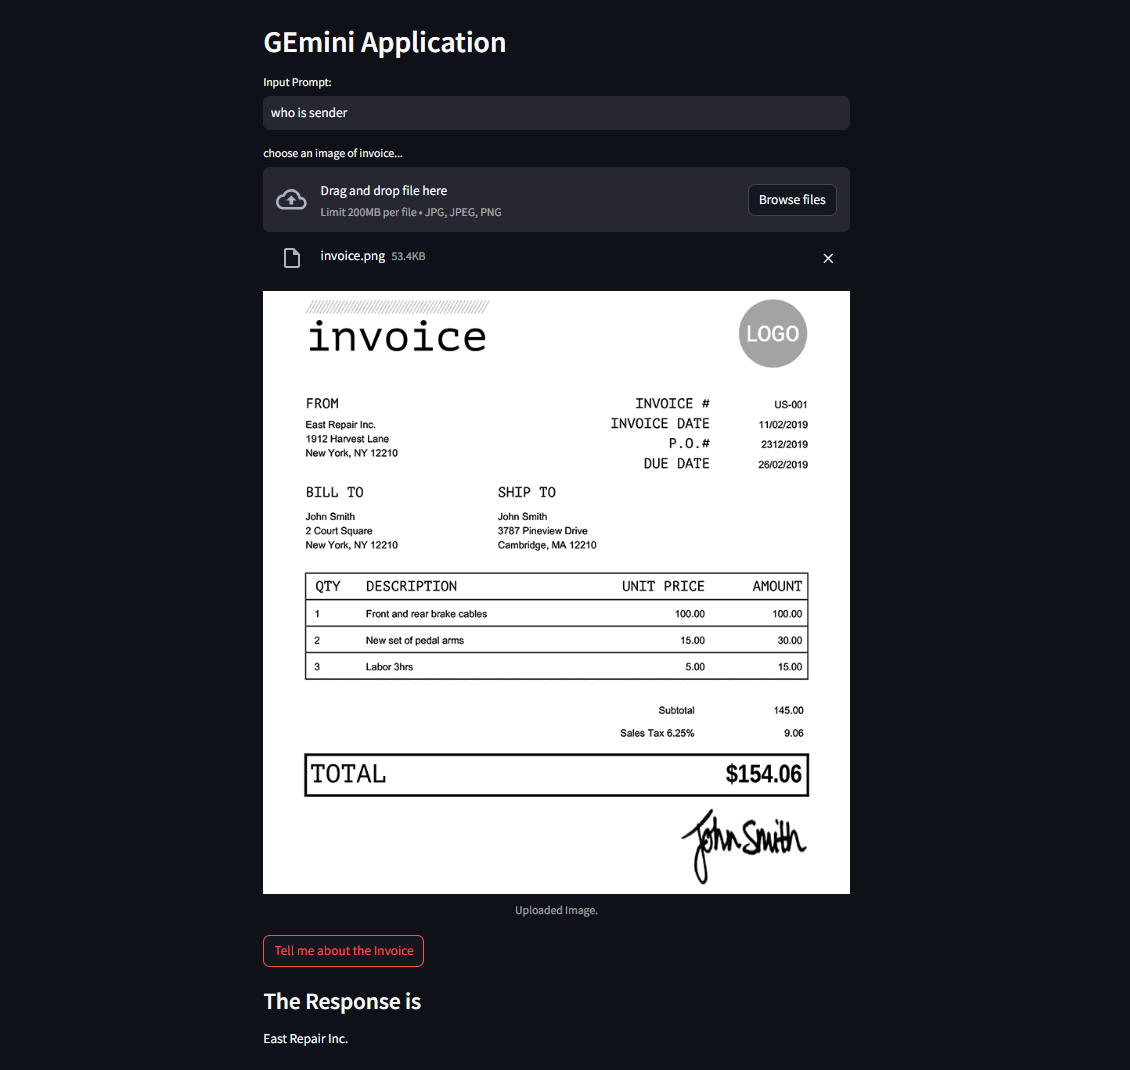 GEmini Application
Input Prompt:
who is sender
choose an image of invoice...
Drag and drop file here
Limit 200MB per file • JPG, JPEG, PNG
Browse files
invoice.png 53.4KB
invoice
LOGO
FROM
East Repair Inc.
1912 Harvest Lane
New York, NY 12210
INVOICE # US-001
INVOICE DATE 11/02/2019
P.O.# 2312/2019
DUE DATE 26/02/2019
BILL TO
John Smith
2 Court Square
New York, NY 12210
SHIP TO
John Smith
3787 Pineview Drive
Cambridge, MA 12210
QTY DESCRIPTION UNIT PRICE AMOUNT
1 Front and rear brake cables 100.00 100.00
2 New set of pedal arms 15.00 30.00
3 Labor 3hrs 5.00 15.00
Subtotal 145.00
Sales Tax 6.25% 9.06
TOTAL $154.06
John Smith
Uploaded Image.
Tell me about the Invoice
The Response is
East Repair Inc.